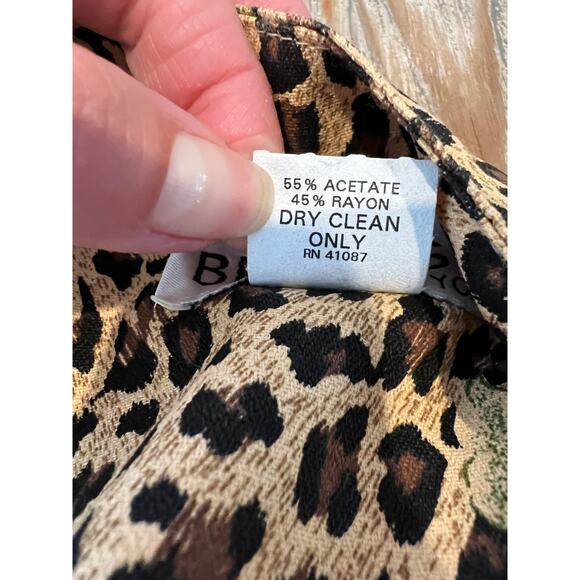 55% ACETATE
45% RAYON
DRY CLEAN
ONLY
RN 41087